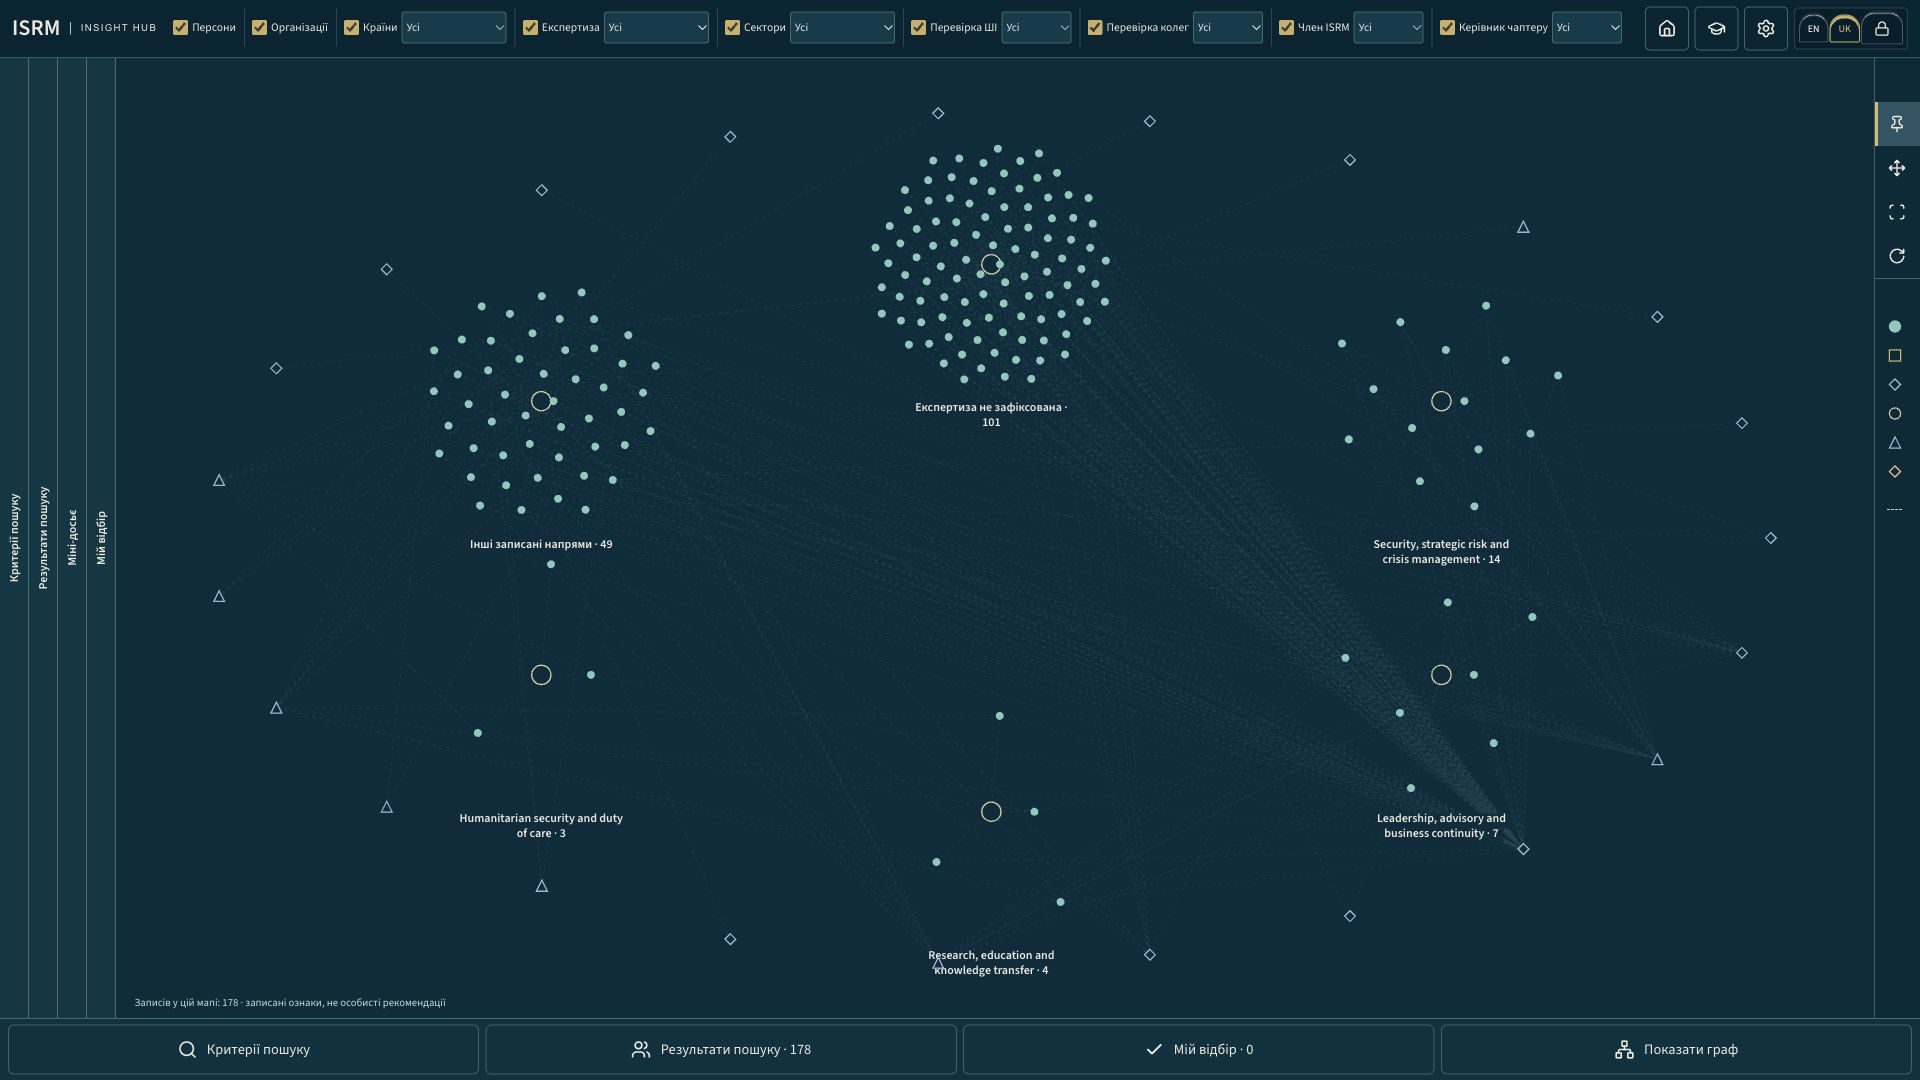 ISRM | INSIGHT HUB
Персони
Організації
Країни Усі
Експертиза Усі
Сектори Усі
Перевірка ШІ Усі
Перевірка колег Усі
Член ISRM Усі
Керівник чаптеру Усі
EN UK
Критерії пошуку
Результати пошуку
Міні-досьє
Мій відбір
Експертиза не зафіксована ·
101
Інші записані напрями · 49
Security, strategic risk and
crisis management · 14
Humanitarian security and duty
of care · 3
Leadership, advisory and
business continuity · 7
Research, education and
knowledge transfer · 4
Записів у цій мапі: 178 · записані ознаки, не особисті рекомендації
Критерії пошуку
Результати пошуку · 178
Мій відбір · 0
Показати граф